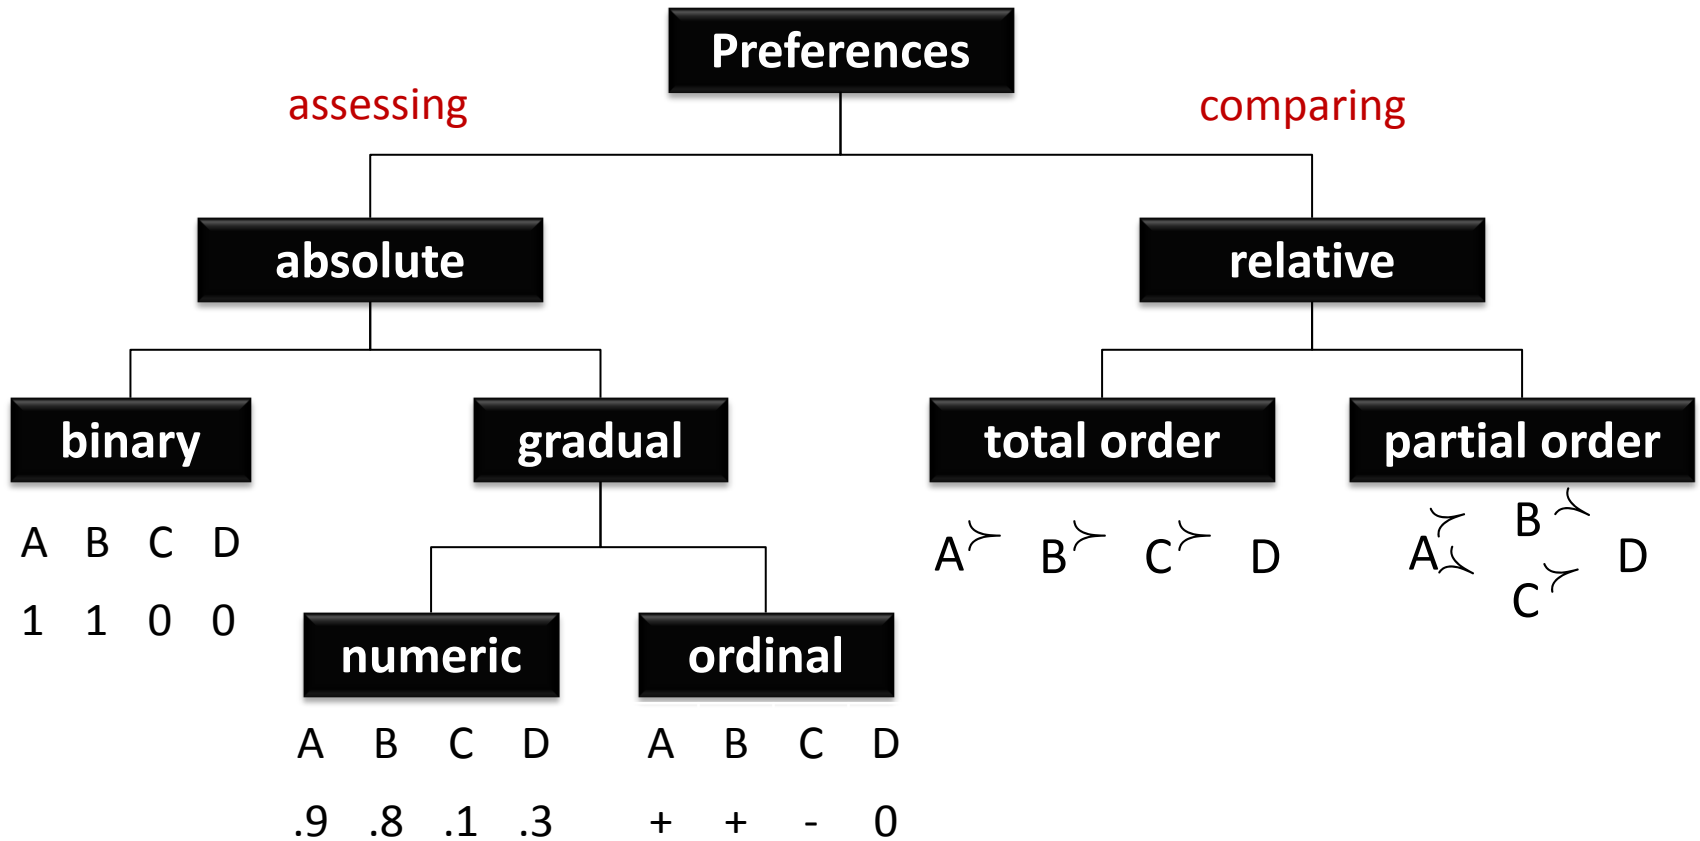 Preferences
assessing
comparing
absolute
relative
binary
gradual
total order
partial order
A B C D
1 1 0 0
A ≻ B ≻ C ≻ D
A ≻ B ≻ D
≻ C ≻
numeric
ordinal
A B C D
.9 .8 .1 .3
A B C D
+ + - 0